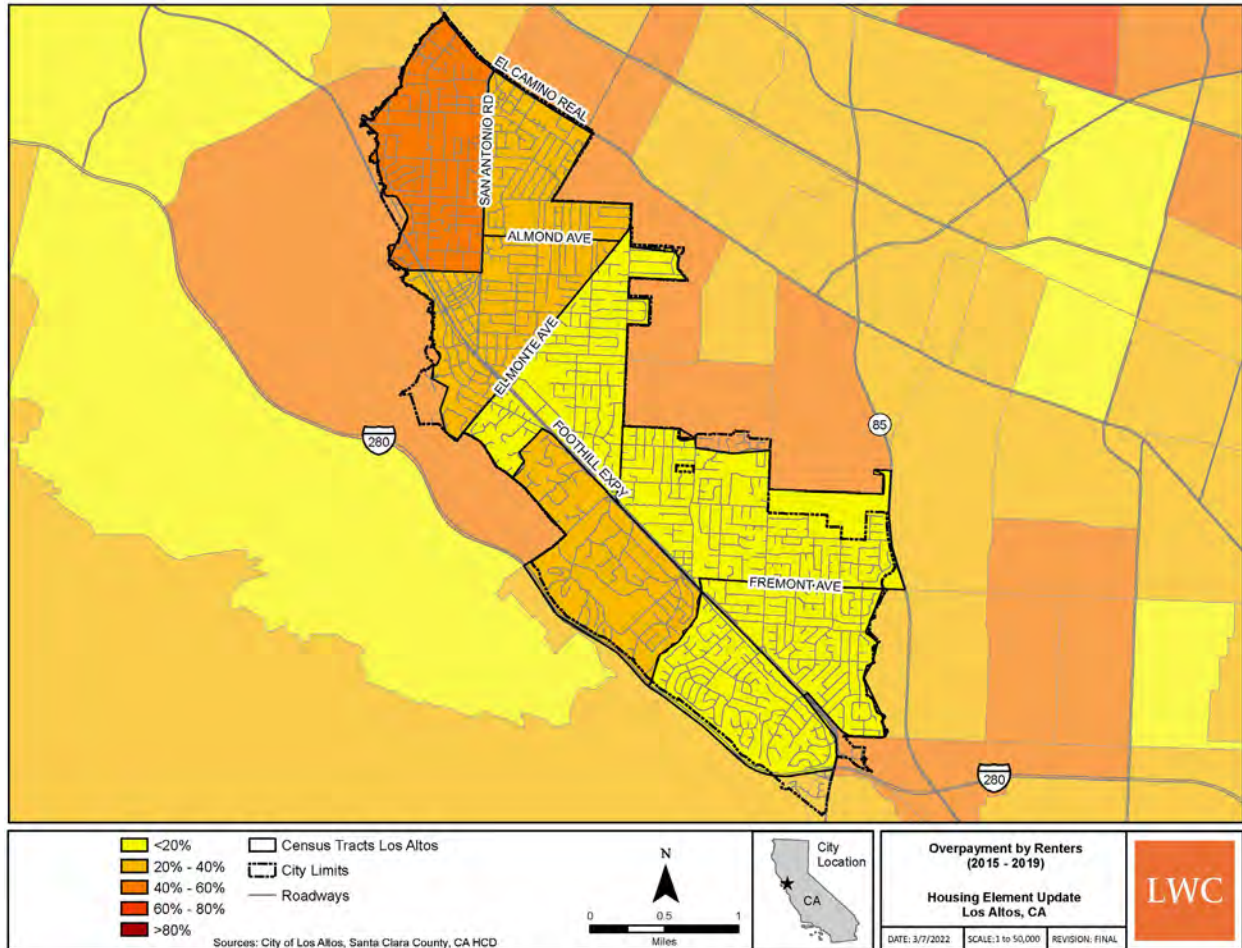 EL CAMINO REAL
SAN ANTONIO RD
ALMOND AVE
EL MONTE AVE
280
FOOTHILL EXPY
85
FREMONT AVE
280
<20%
20% - 40%
40% - 60%
60% - 80%
>80%
Census Tracts Los Altos
City Limits
Roadways
Sources: City of Los Altos, Santa Clara County, CA HCD
N
0 0.5 1
Miles
City
Location
CA
Overpayment by Renters
(2015 - 2019)
Housing Element Update
Los Altos, CA
DATE: 3/7/2022 SCALE: 1 to 50,000 REVISION: FINAL
LWC